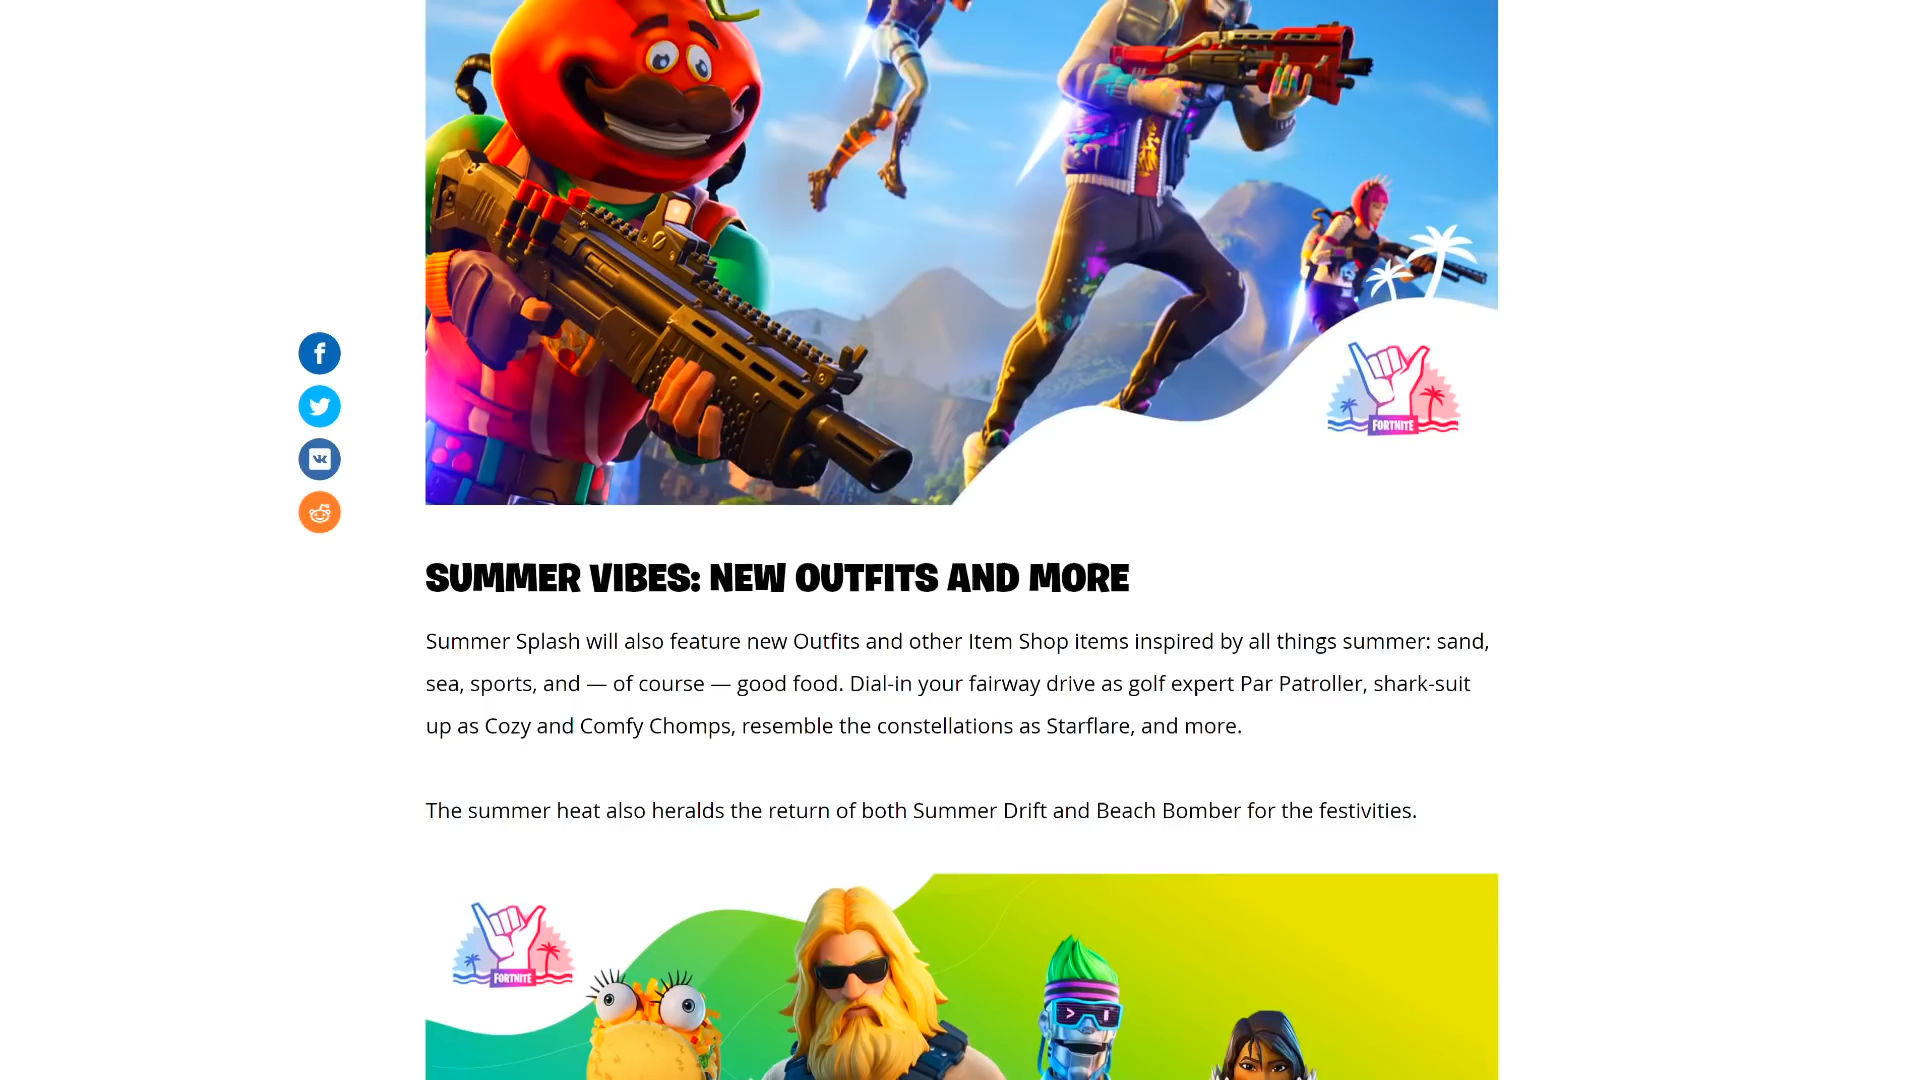 FORTNITE
SUMMER VIBES: NEW OUTFITS AND MORE
Summer Splash will also feature new Outfits and other Item Shop items inspired by all things summer: sand,
sea, sports, and — of course — good food. Dial-in your fairway drive as golf expert Par Patroller, shark-suit
up as Cozy and Comfy Chomps, resemble the constellations as Starflare, and more.
The summer heat also heralds the return of both Summer Drift and Beach Bomber for the festivities.
FORTNITE